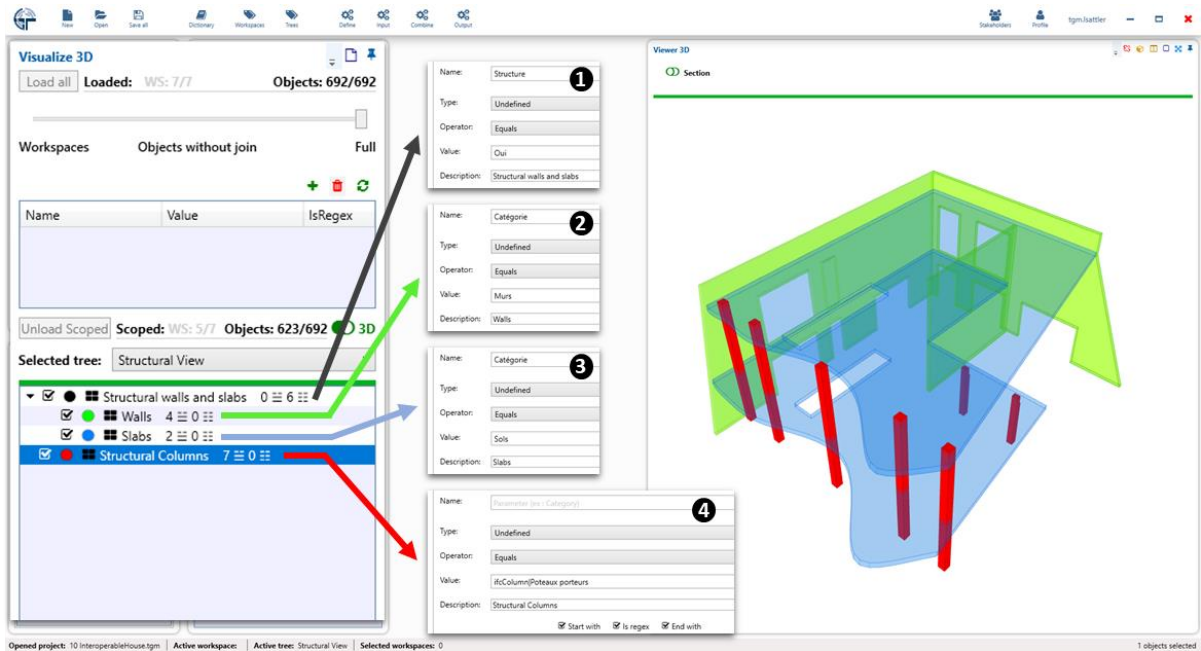 New Open Save all Dictionary Workspaces Trees Define Input Combine Output Stakeholders Profile tgm.lsattler
Visualize 3D
Load all Loaded: WS: 7/7 Objects: 692/692
Workspaces Objects without join Full
Name Value IsRegex
Unload Scoped Scoped: WS: 5/7 Objects: 623/692 3D
Selected tree: Structural View
Structural walls and slabs 0 6
Walls 4 0
Slabs 2 0
Structural Columns 7 0
1
Name: Structure
Type: Undefined
Operator: Equals
Value: Oui
Description: Structural walls and slabs
2
Name: Catégorie
Type: Undefined
Operator: Equals
Value: Murs
Description: Walls
3
Name: Catégorie
Type: Undefined
Operator: Equals
Value: Sols
Description: Slabs
4
Name: Parameter (ex : Category)
Type: Undefined
Operator: Equals
Value: ifcColumn|Poteaux porteurs
Description: Structural Columns
Start with Is regex End with
Viewer 3D
Section
Opened project: 10 InteroperableHouse.tgm Active workspace: Active tree: Structural View Selected workspaces: 0 1 objects selected